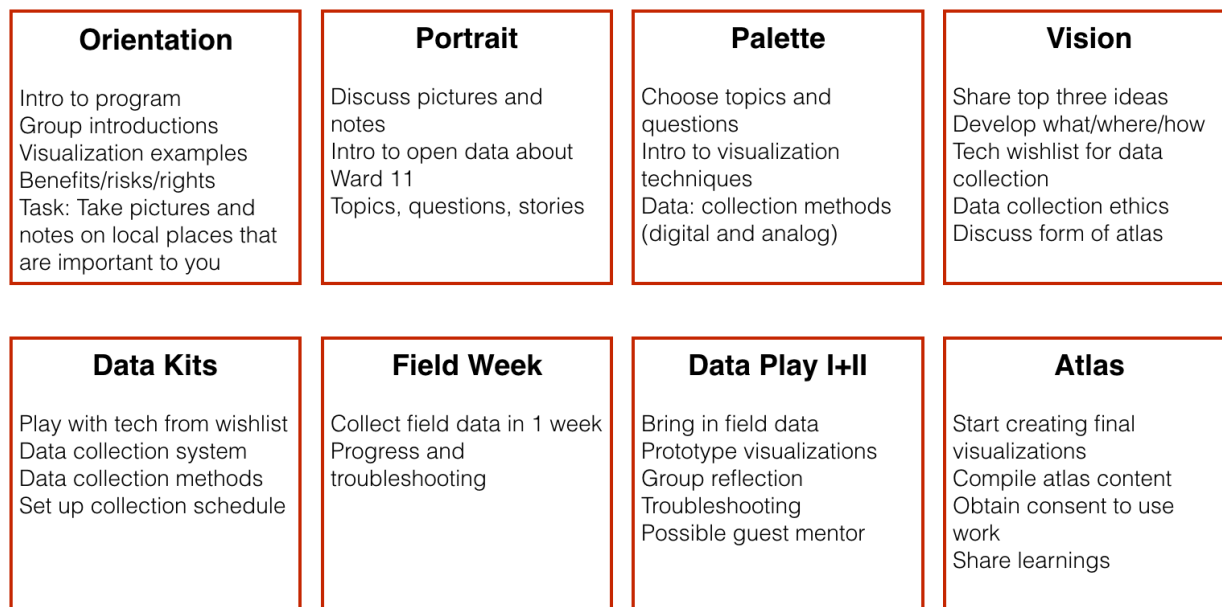 Orientation
Intro to program
Group introductions
Visualization examples
Benefits/risks/rights
Task: Take pictures and
notes on local places that
are important to you
Portrait
Discuss pictures and
notes
Intro to open data about
Ward 11
Topics, questions, stories
Palette
Choose topics and
questions
Intro to visualization
techniques
Data: collection methods
(digital and analog)
Vision
Share top three ideas
Develop what/where/how
Tech wishlist for data
collection
Data collection ethics
Discuss form of atlas
Data Kits
Play with tech from wishlist
Data collection system
Data collection methods
Set up collection schedule
Field Week
Collect field data in 1 week
Progress and
troubleshooting
Data Play I+II
Bring in field data
Prototype visualizations
Group reflection
Troubleshooting
Possible guest mentor
Atlas
Start creating final
visualizations
Compile atlas content
Obtain consent to use
work
Share learnings